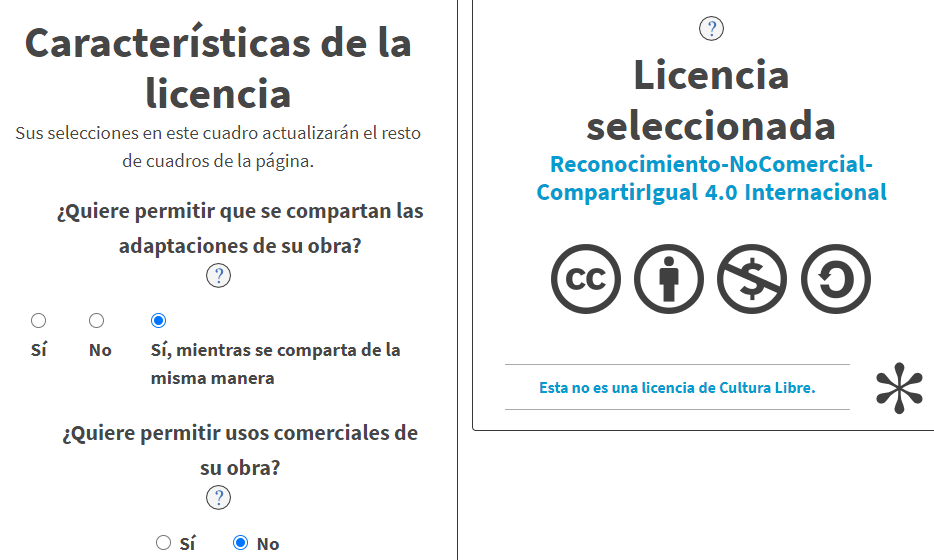 Características de la
licencia
Sus selecciones en este cuadro actualizarán el resto
de cuadros de la página.
¿Quiere permitir que se compartan las
adaptaciones de su obra?
?
Sí
No
Sí, mientras se comparta de la
misma manera
¿Quiere permitir usos comerciales de
su obra?
?
Sí
No
?
Licencia
seleccionada
Reconocimiento-NoComercial-
CompartirIgual 4.0 Internacional
cc
$
Esta no es una licencia de Cultura Libre.